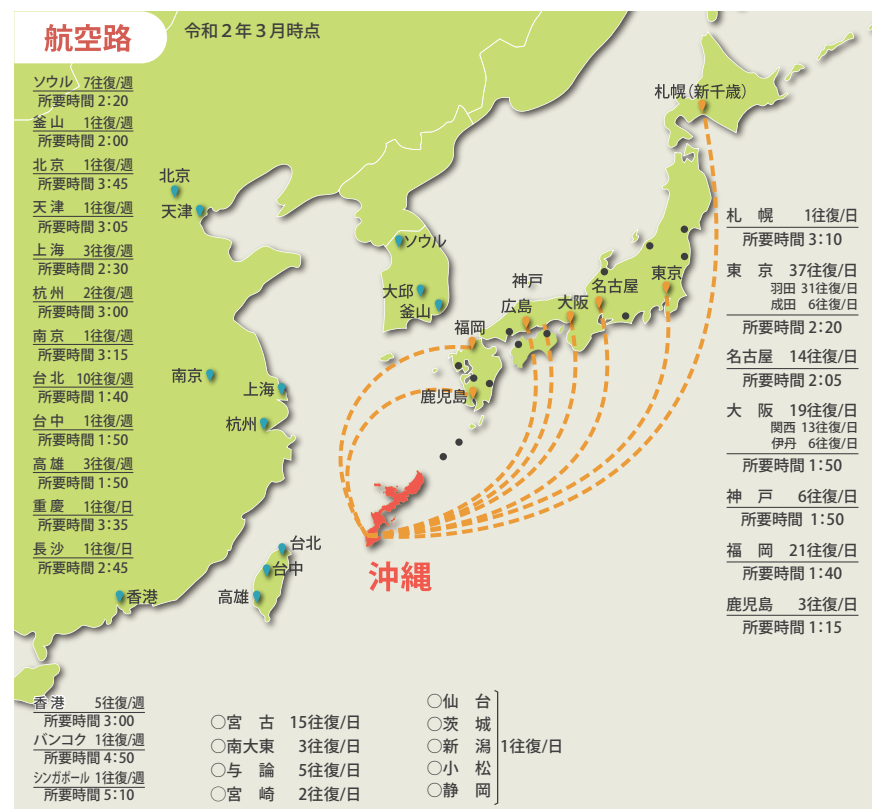 航空路
令和２年３月時点
ソウル 7往復/週
所要時間 2：20
釜山 1往復/週
所要時間 2：00
北京 1往復/週
所要時間 3：45
天津 1往復/週
所要時間 3：05
上海 3往復/週
所要時間 2：30
杭州 2往復/週
所要時間 3：00
南京 1往復/週
所要時間 3：15
台北 10往復/週
所要時間 1：40
台中 1往復/週
所要時間 1：50
高雄 3往復/週
所要時間 1：50
重慶 1往復/日
所要時間 3：35
長沙 1往復/日
所要時間 2：45
香港 5往復/週
所要時間 3：00
バンコク 1往復/週
所要時間 4：50
シンガポール 1往復/週
所要時間 5：10
札幌（新千歳）
北京
天津
ソウル
大邱
釜山
神戸
広島
大阪
名古屋
東京
福岡
鹿児島
南京
上海
杭州
台北
台中
高雄
香港
沖縄
札　幌 1往復/日
所要時間 3：10
東　京 37往復/日
羽田 31往復/日
成田 6往復/日
所要時間 2：20
名古屋 14往復/日
所要時間 2：05
大　阪 19往復/日
関西 13往復/日
伊丹 6往復/日
所要時間 1：50
神　戸 6往復/日
所要時間 1：50
福　岡 21往復/日
所要時間 1：40
鹿児島 3往復/日
所要時間 1：15
○宮　古 15往復/日
○南大東 3往復/日
○与　論 5往復/日
○宮　崎 2往復/日
○仙　台
○茨　城
○新　潟 1往復/日
○小　松
○静　岡